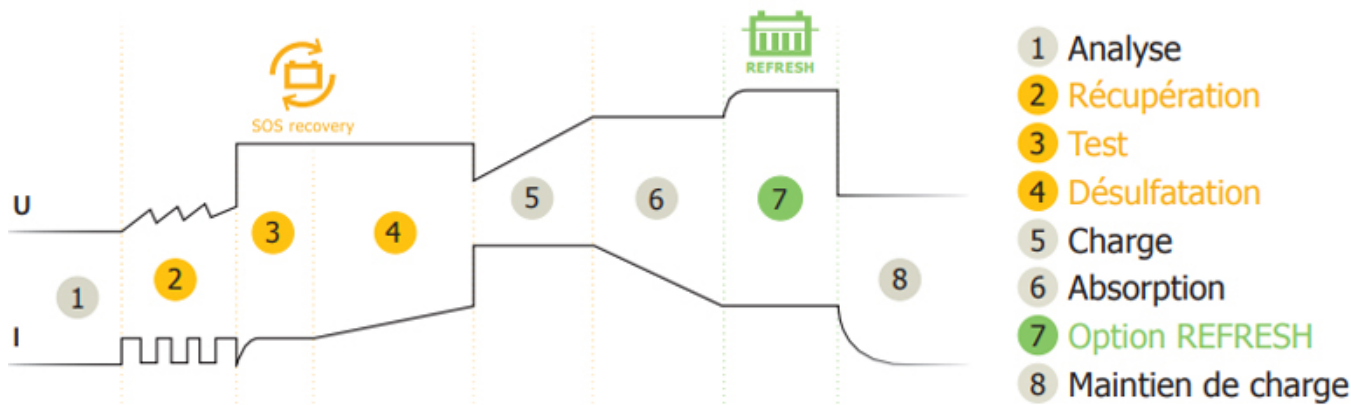 REFRESH
SOS recovery
U
I
1
2
3
4
5
6
7
8
1 Analyse
2 Récupération
3 Test
4 Désulfatation
5 Charge
6 Absorption
7 Option REFRESH
8 Maintien de charge